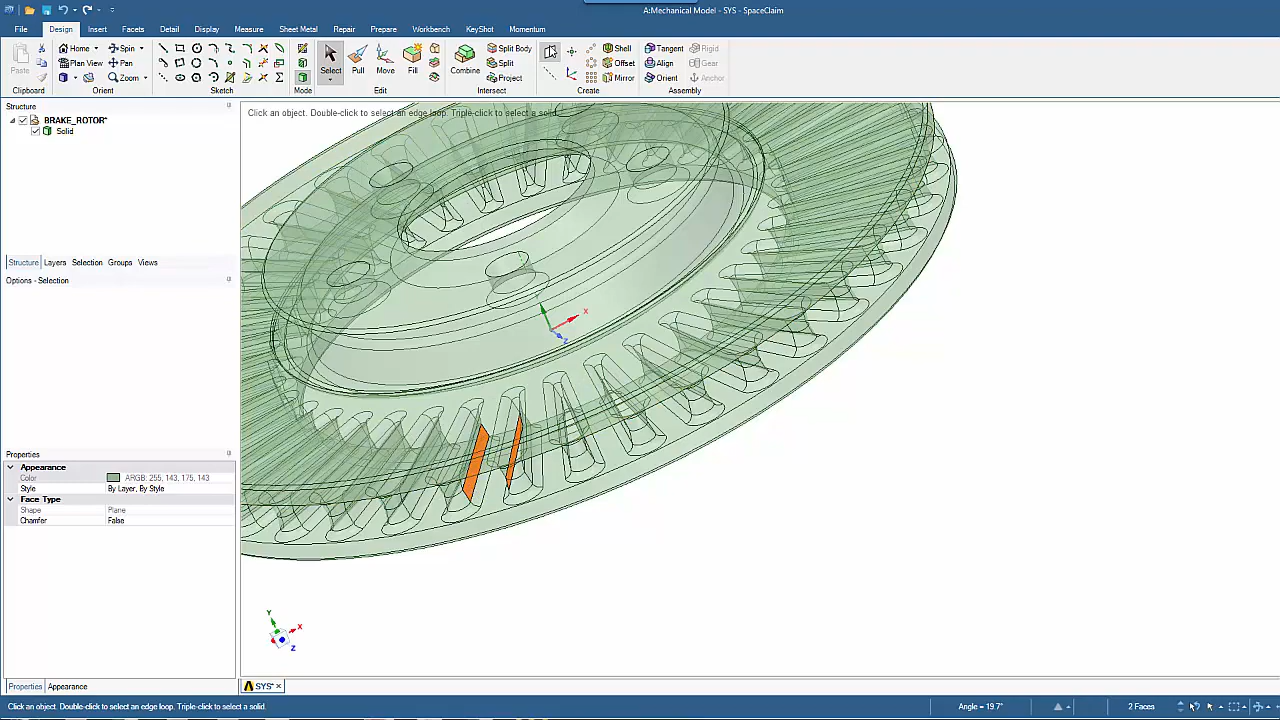 A:Mechanical Model - SYS - SpaceClaim
File Design Insert Facets Detail Display Measure Sheet Metal Repair Prepare Workbench KeyShot Momentum
Home Spin Split Body Shell Tangent Rigid
Paste Plan View Pan Select Pull Move Fill Combine Split Offset Align Gear
Zoom Project Mirror Orient Anchor
Clipboard Orient Sketch Mode Edit Intersect Create Assembly
Structure
Click an object. Double-click to select an edge loop. Triple-click to select a solid.
BRAKE_ROTOR*
Solid
Structure Layers Selection Groups Views
Options - Selection
X
Z
Properties
Appearance
Color ARGB: 255, 143, 175, 143
Style By Layer, By Style
Face Type
Shape Plane
Chamfer False
Y
X
Z
Properties Appearance
SYS*
Click an object. Double-click to select an edge loop. Triple-click to select a solid.
Angle = 19.7°
2 Faces